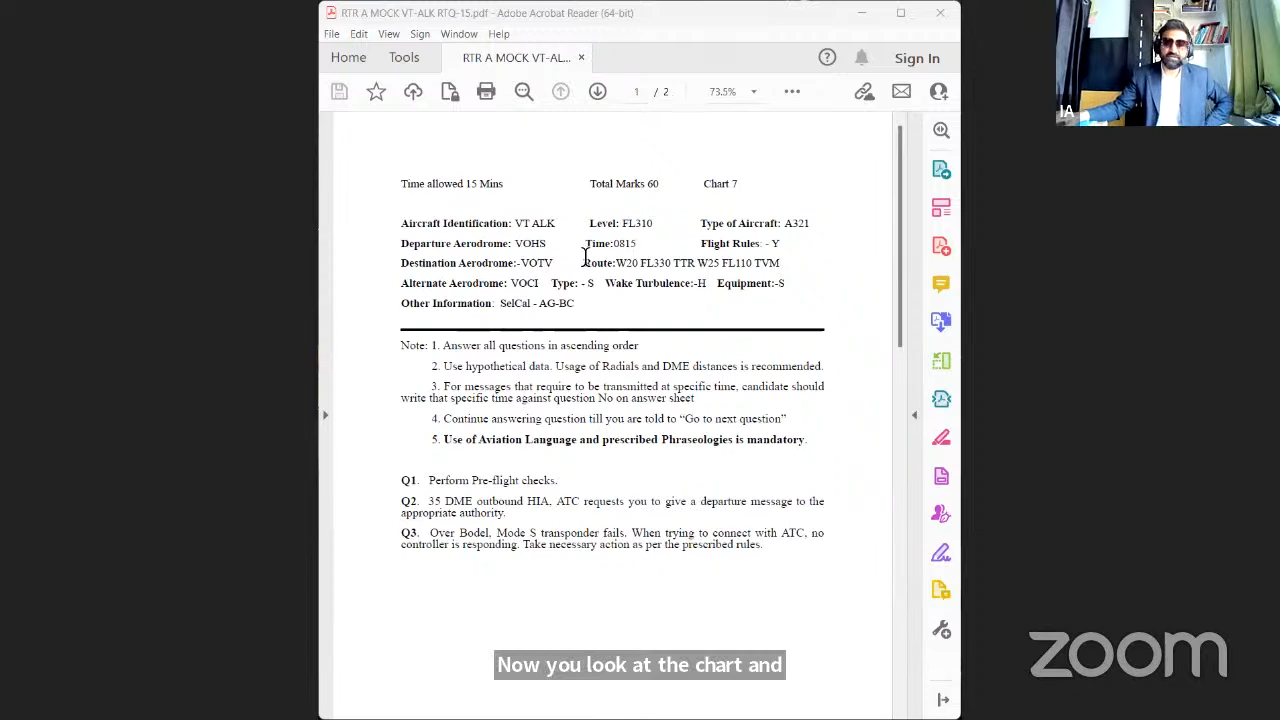 RTR A MOCK VT-ALK RTQ-15.pdf - Adobe Acrobat Reader (64-bit)
File Edit View Sign Window Help
Home Tools RTR A MOCK VT-AL... × Sign In
1 / 2 73.5%
IA
Time allowed 15 Mins Total Marks 60 Chart 7
Aircraft Identification: VT ALK Level: FL310 Type of Aircraft: A321
Departure Aerodrome: VOHS Time:0815 Flight Rules: - Y
Destination Aerodrome:-VOTV Route:W20 FL330 TTR W25 FL110 TVM
Alternate Aerodrome: VOCI Type: - S Wake Turbulence:-H Equipment:-S
Other Information: SelCal - AG-BC
Note: 1. Answer all questions in ascending order
2. Use hypothetical data. Usage of Radials and DME distances is recommended.
3. For messages that require to be transmitted at specific time, candidate should
write that specific time against question No on answer sheet
4. Continue answering question till you are told to “Go to next question”
5. Use of Aviation Language and prescribed Phraseologies is mandatory.
Q1. Perform Pre-flight checks.
Q2. 35 DME outbound HIA, ATC requests you to give a departure message to the
appropriate authority.
Q3. Over Bodel, Mode S transponder fails. When trying to connect with ATC, no
controller is responding. Take necessary action as per the prescribed rules.
Now you look at the chart and
zoom